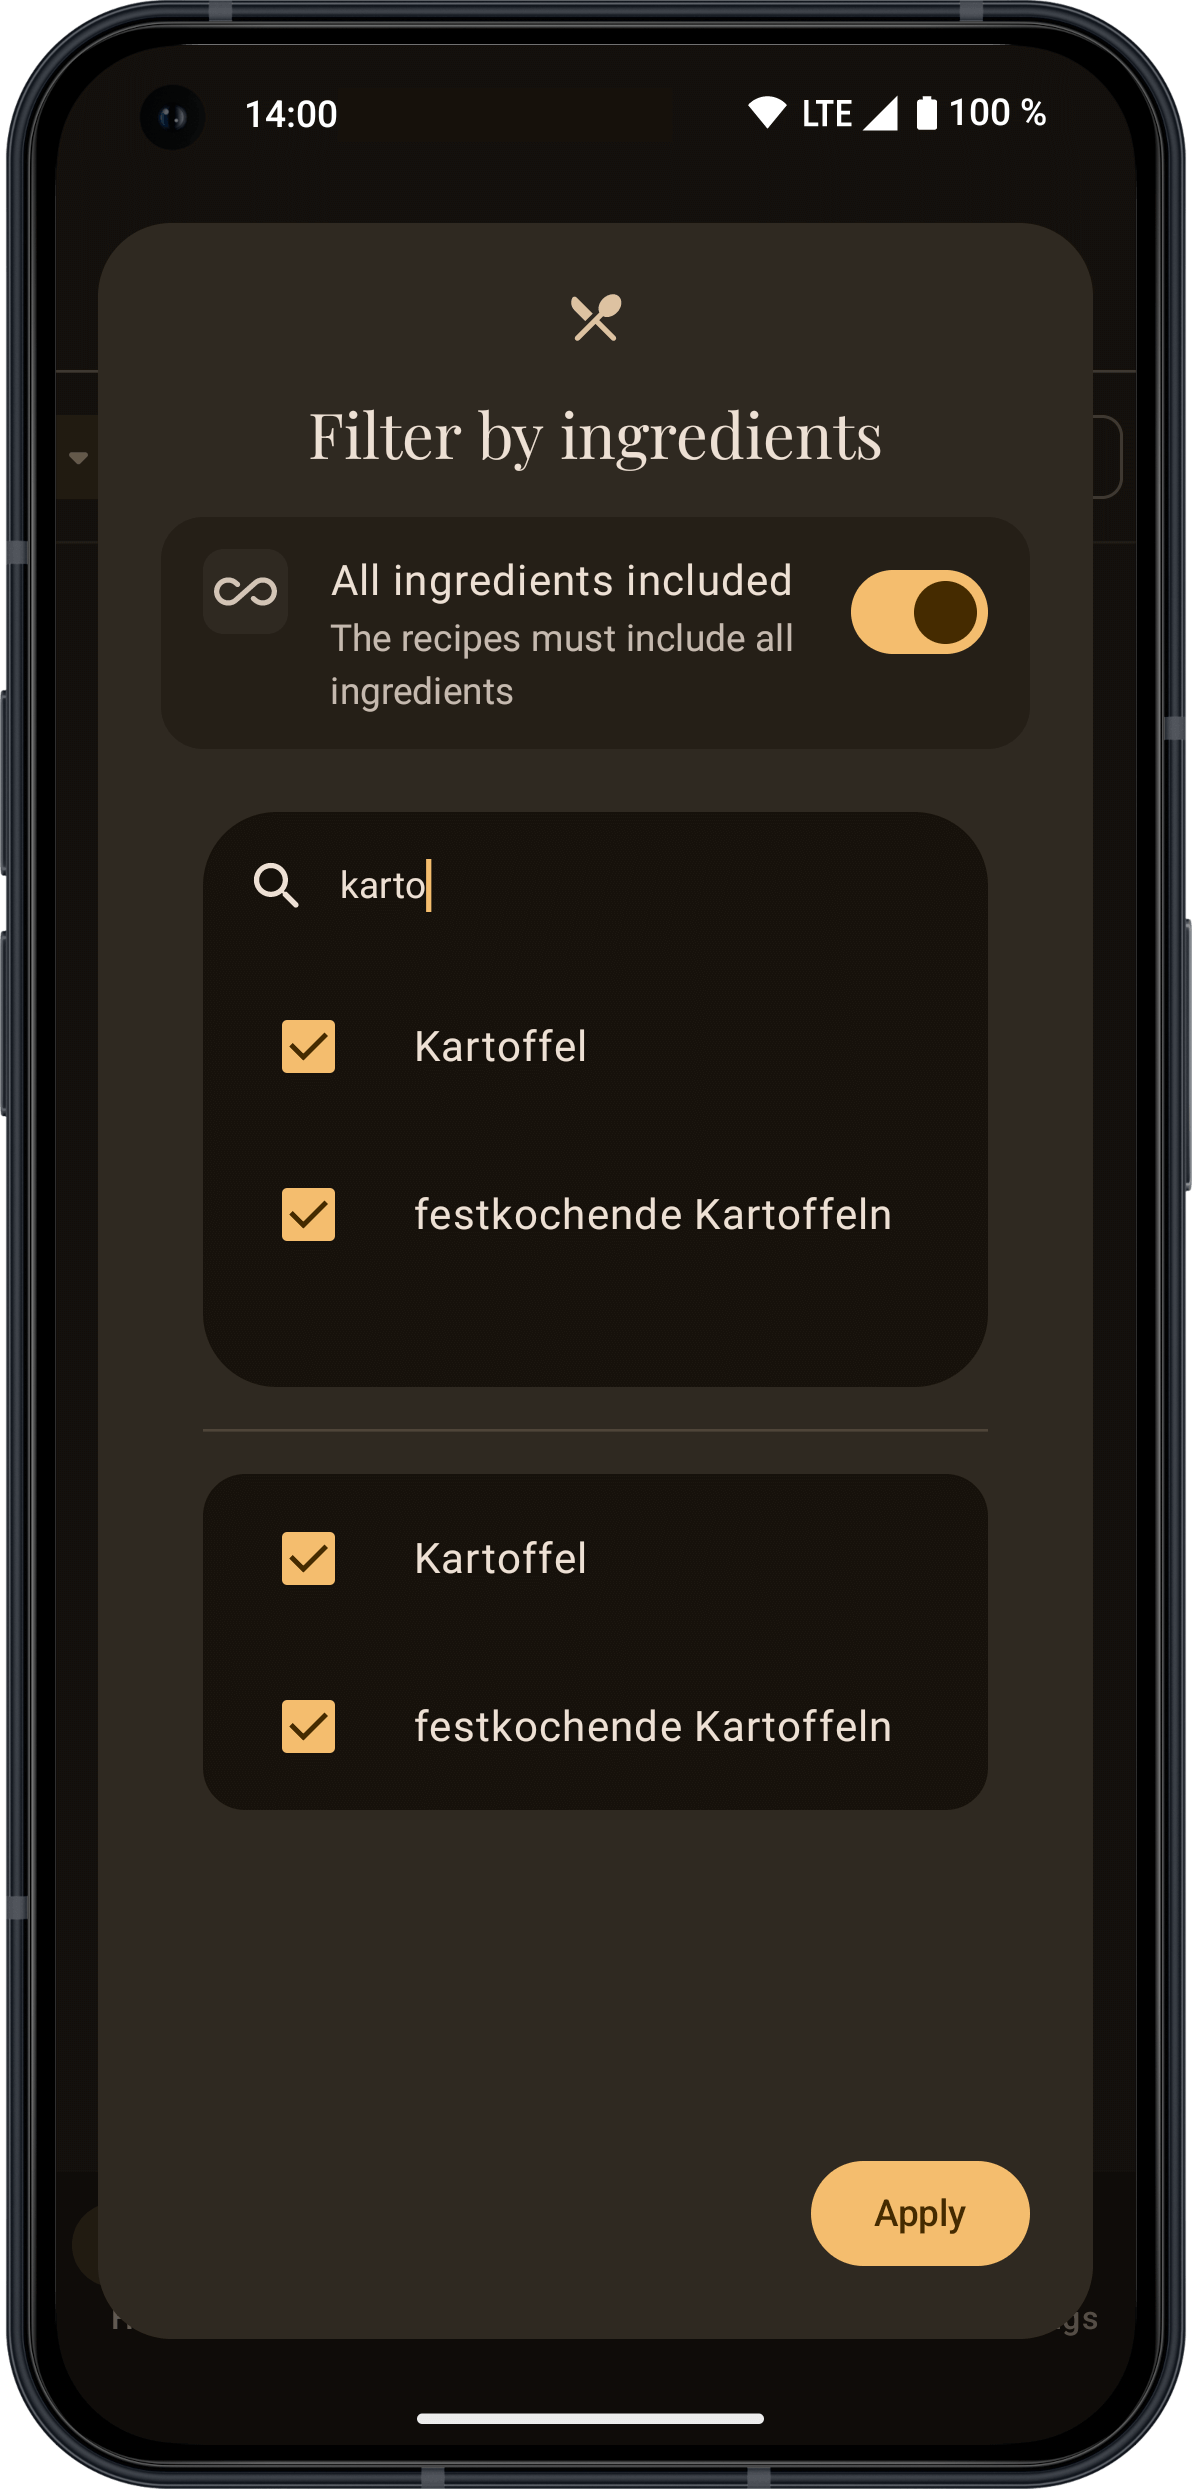 14:00
LTE 100 %
Filter by ingredients
All ingredients included
The recipes must include all
ingredients
karto
Kartoffel
festkochende Kartoffeln
Kartoffel
festkochende Kartoffeln
Apply